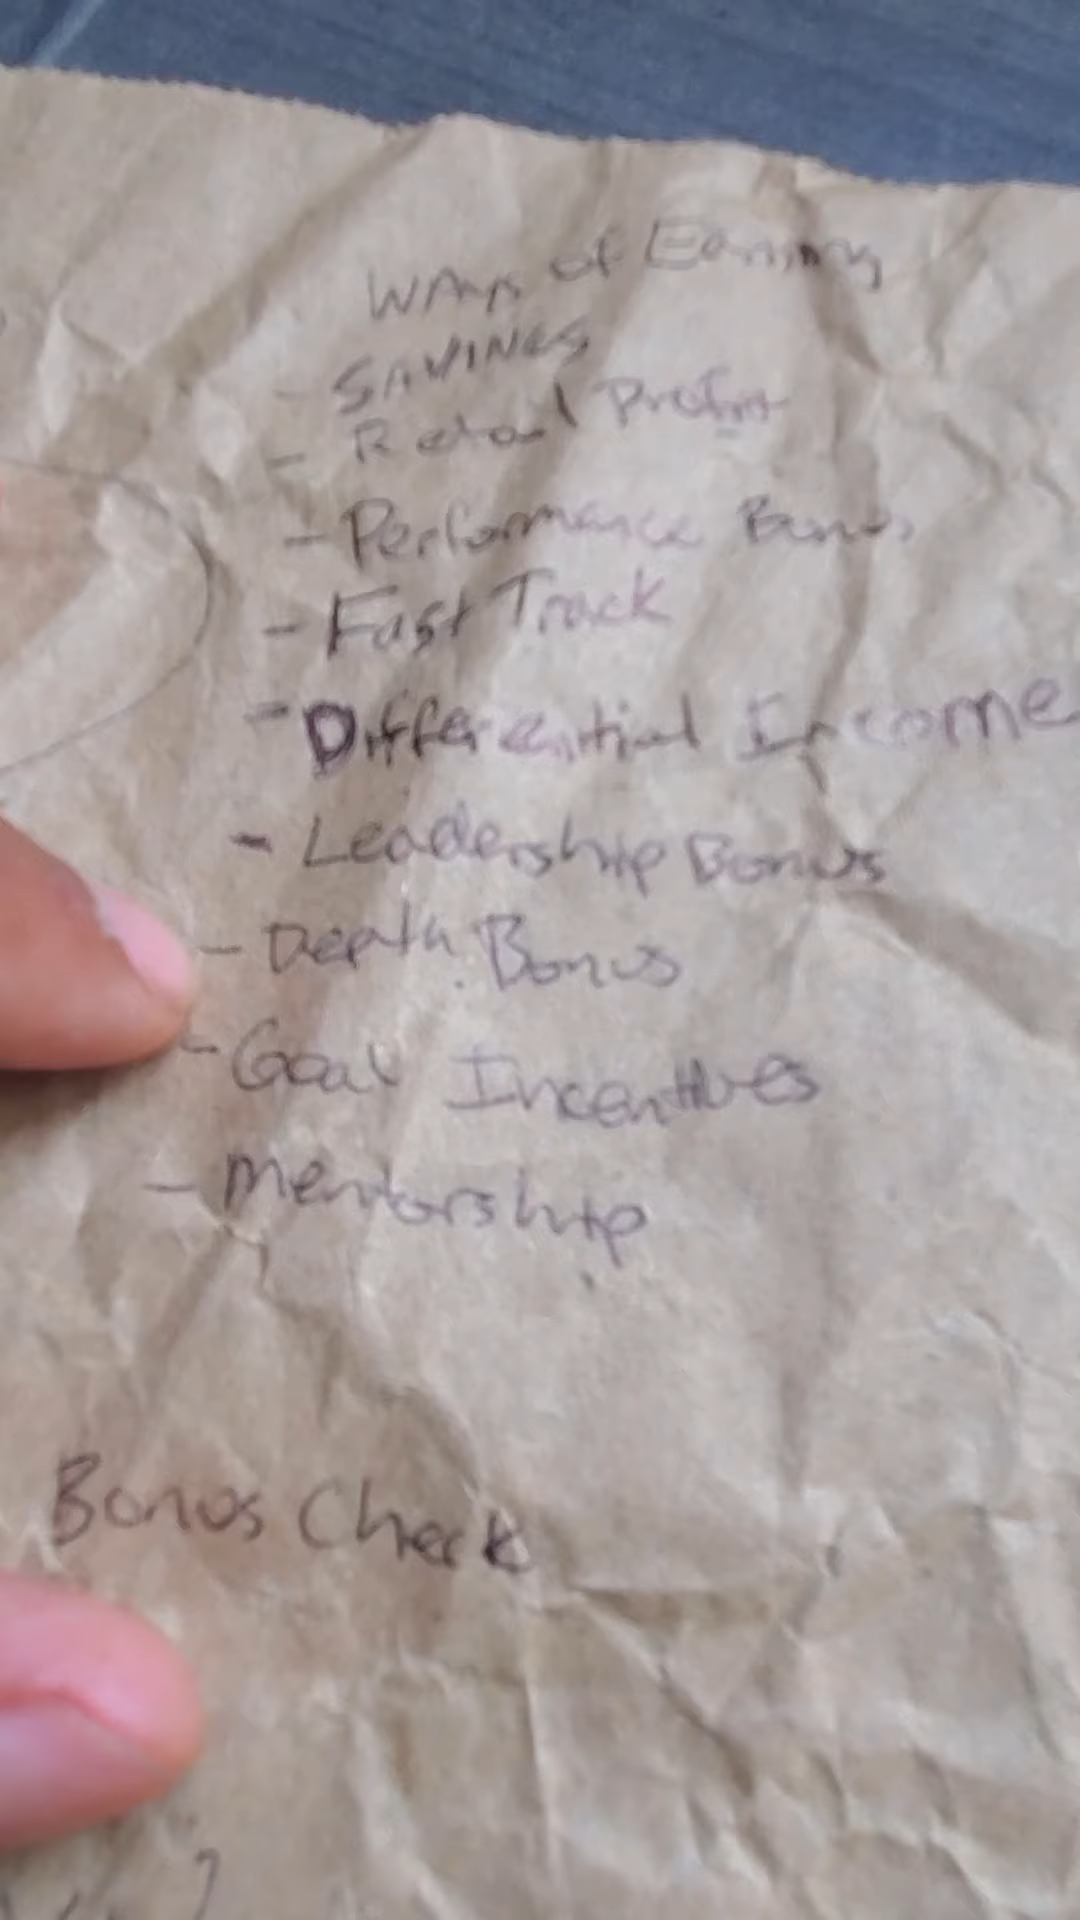 Ways of Earning
- SAVINGS
- Retail Profit
- Performance Bonus
- Fast Track
- Differential Income
- Leadership Bonus
- Depth Bonus
- Goal Incentives
- Mentorship
Bonus Check